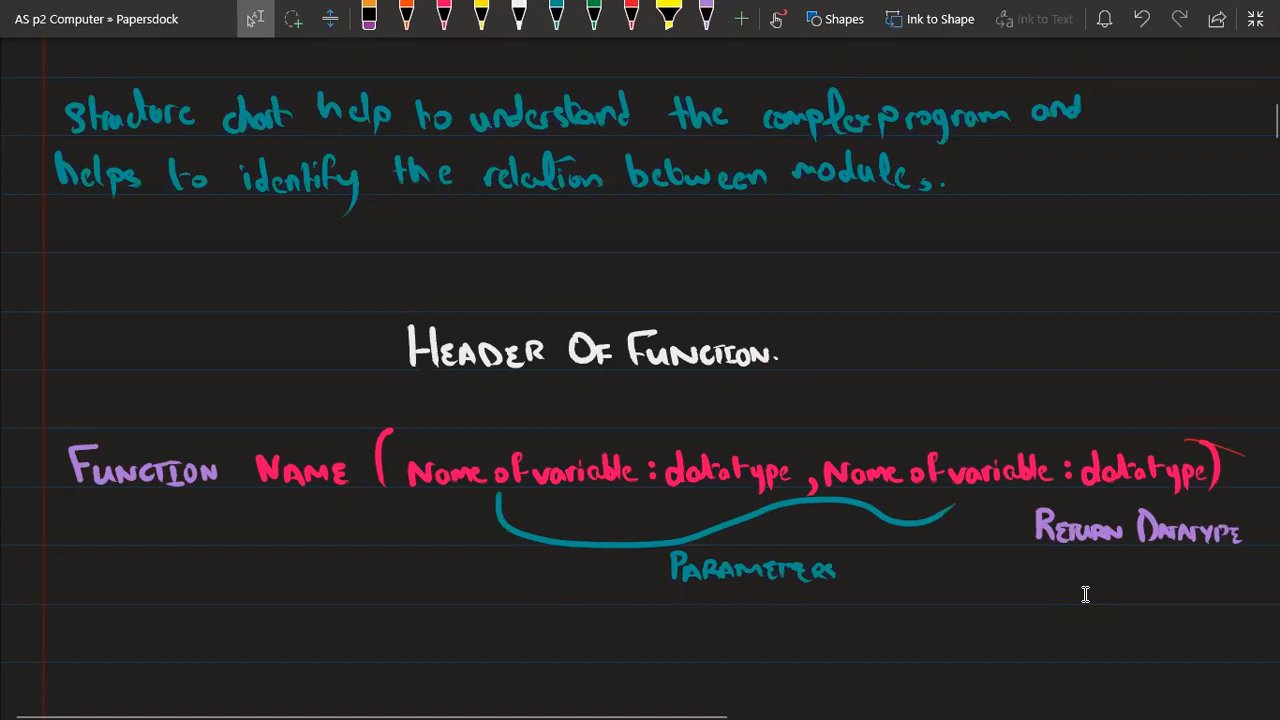 AS p2 Computer » Papersdock
Shapes
Ink to Shape
Ink to Text
Structure chart help to understand the complex program and
helps to identify the relation between modules.
HEADER OF FUNCTION.
FUNCTION NAME (Name of variable : datatype , Name of variable : datatype)
RETURN DATATYPE
PARAMETERS